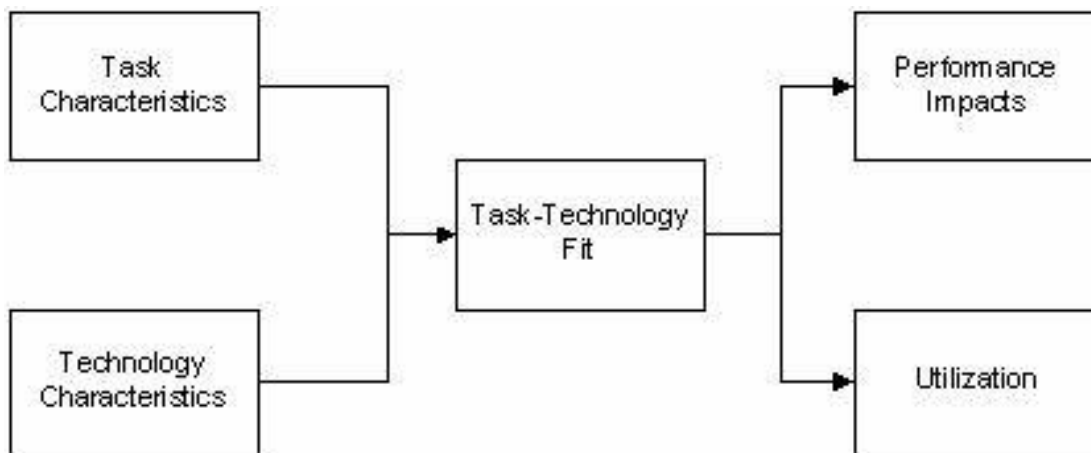 Task
Characteristics
Technology
Characteristics
Task-Technology
Fit
Performance
Impacts
Utilization